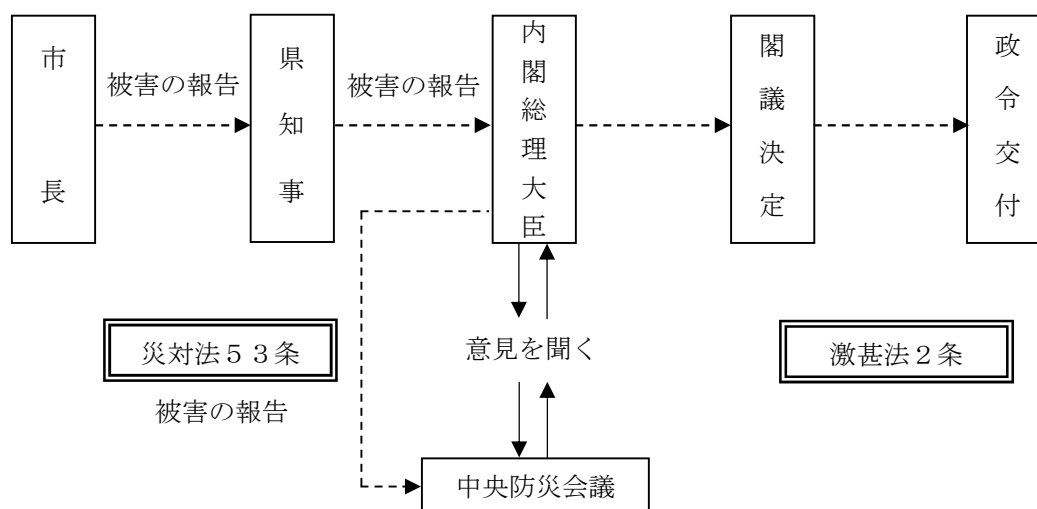 市長
被害の報告
県知事
被害の報告
内閣総理大臣
閣議決定
政令交付
災対法５３条
被害の報告
意見を聞く
激甚法２条
中央防災会議